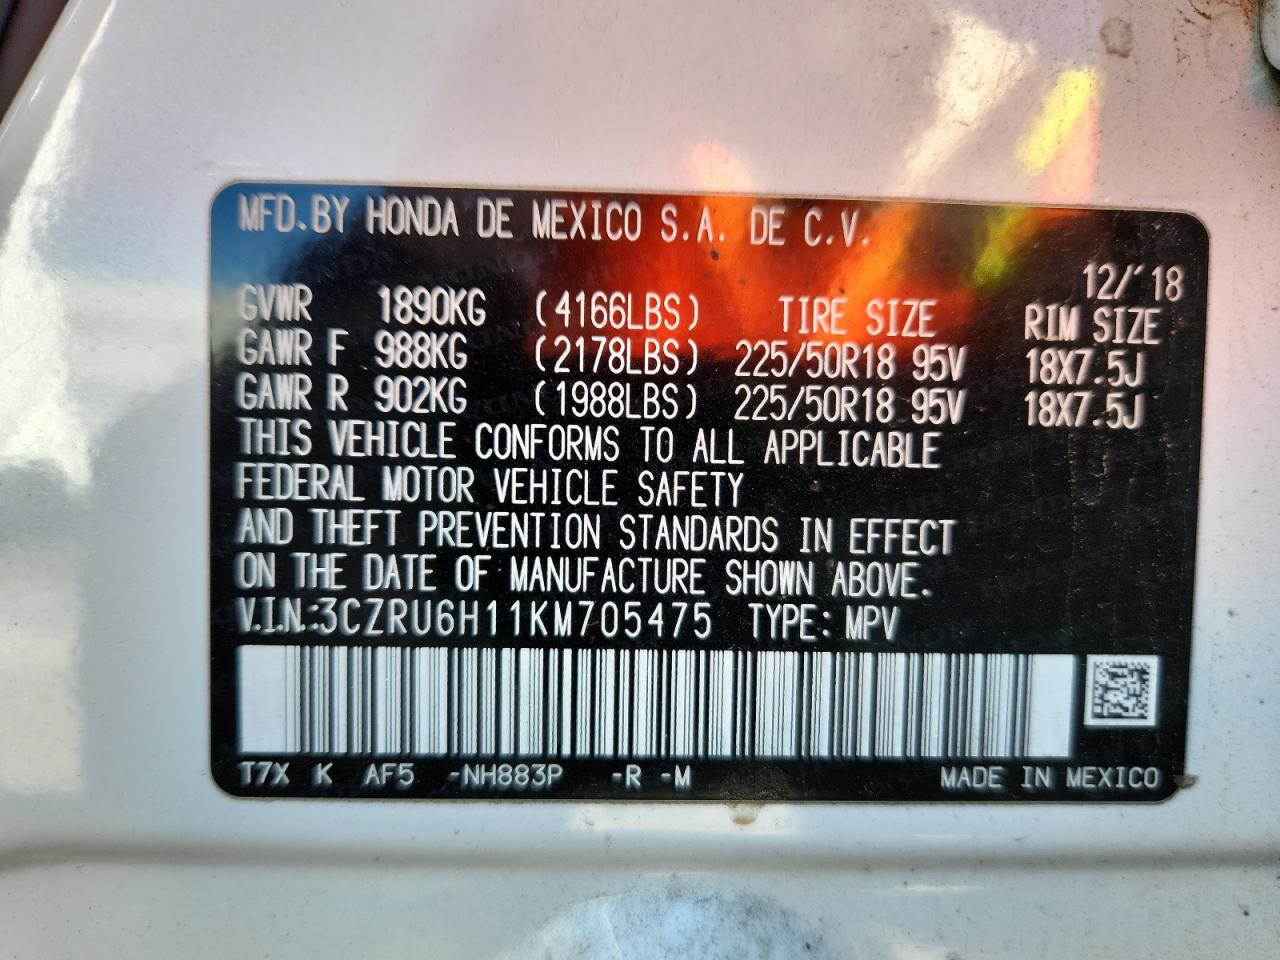 MFD.BY HONDA DE MEXICO S.A. DE C.V.
12/'18
GVWR 1890KG (4166LBS) TIRE SIZE RIM SIZE
GAWR F 988KG (2178LBS) 225/50R18 95V 18X7.5J
GAWR R 902KG (1988LBS) 225/50R18 95V 18X7.5J
THIS VEHICLE CONFORMS TO ALL APPLICABLE
FEDERAL MOTOR VEHICLE SAFETY
AND THEFT PREVENTION STANDARDS IN EFFECT
ON THE DATE OF MANUFACTURE SHOWN ABOVE.
V.I.N.:3CZRU6H11KM705475 TYPE: MPV
T7X K AF5 -NH883P -R -M MADE IN MEXICO